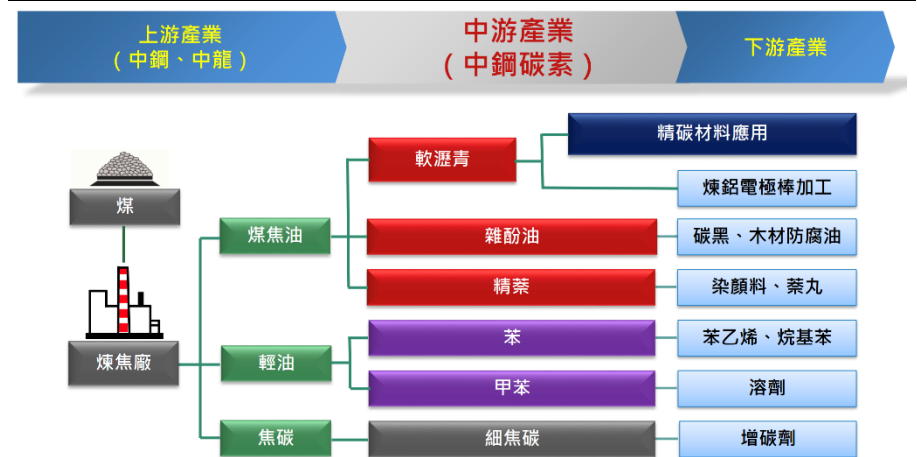 上游產業
（中鋼、中龍）
中游產業
（中鋼碳素）
下游產業
煤
煉焦廠
煤焦油
輕油
焦碳
軟瀝青
雜酚油
精萘
苯
甲苯
細焦碳
精碳材料應用
煉鋁電極棒加工
碳黑、木材防腐油
染顏料、萘丸
苯乙烯、烷基苯
溶劑
增碳劑